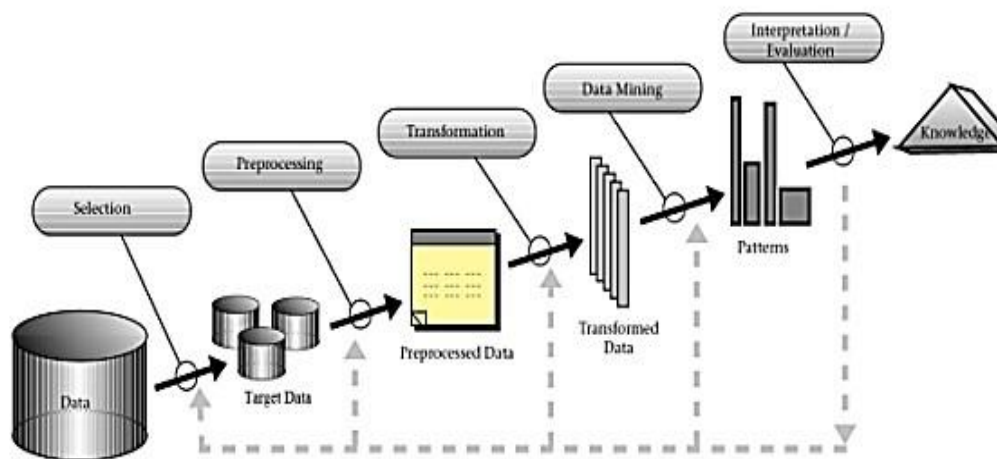 Interpretation /
Evaluation
Data Mining
Transformation
Preprocessing
Selection
Knowledge
Patterns
Transformed
Data
Preprocessed Data
Target Data
Data